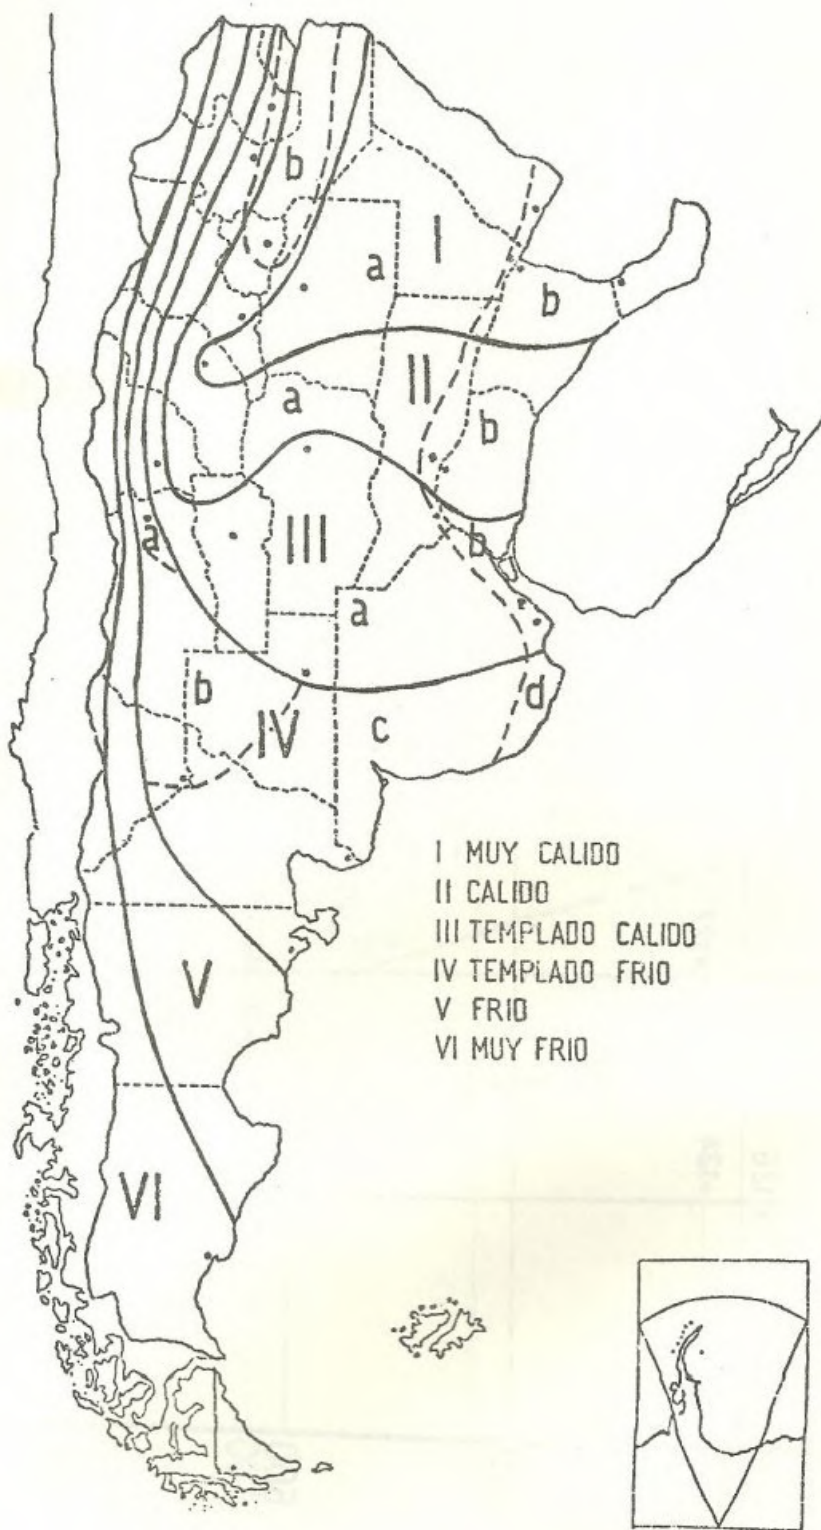 b
I
a
b
II
a
b
a
III
b
a
b
d
IV
c
I MUY CALIDO
II CALIDO
III TEMPLADO CALIDO
IV TEMPLADO FRIO
V FRIO
VI MUY FRIO
V
VI